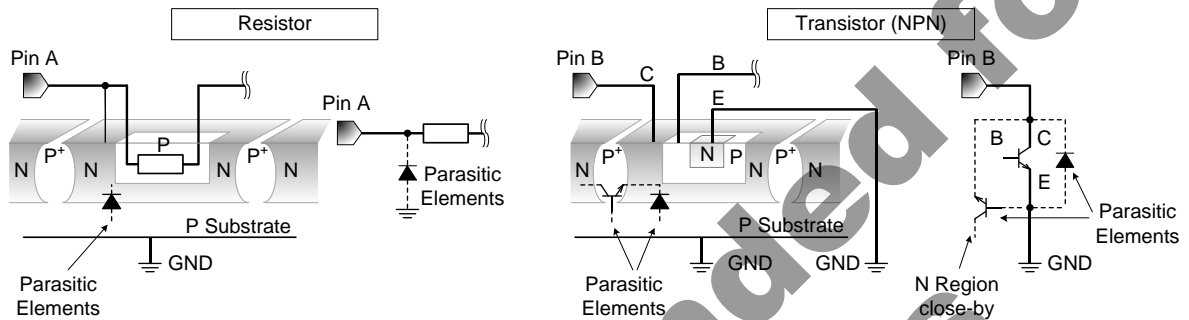 Resistor
Transistor (NPN)
Pin A
Pin B
C
B
E
Pin B
Pin A
P
N
P+
N
N
P+
N
N
P+
N
N
P
N
P+
N
B
C
E
Parasitic
Elements
P Substrate
GND
Parasitic
Elements
P Substrate
GND
GND
Parasitic
Elements
Parasitic
Elements
GND
N Region
close-by